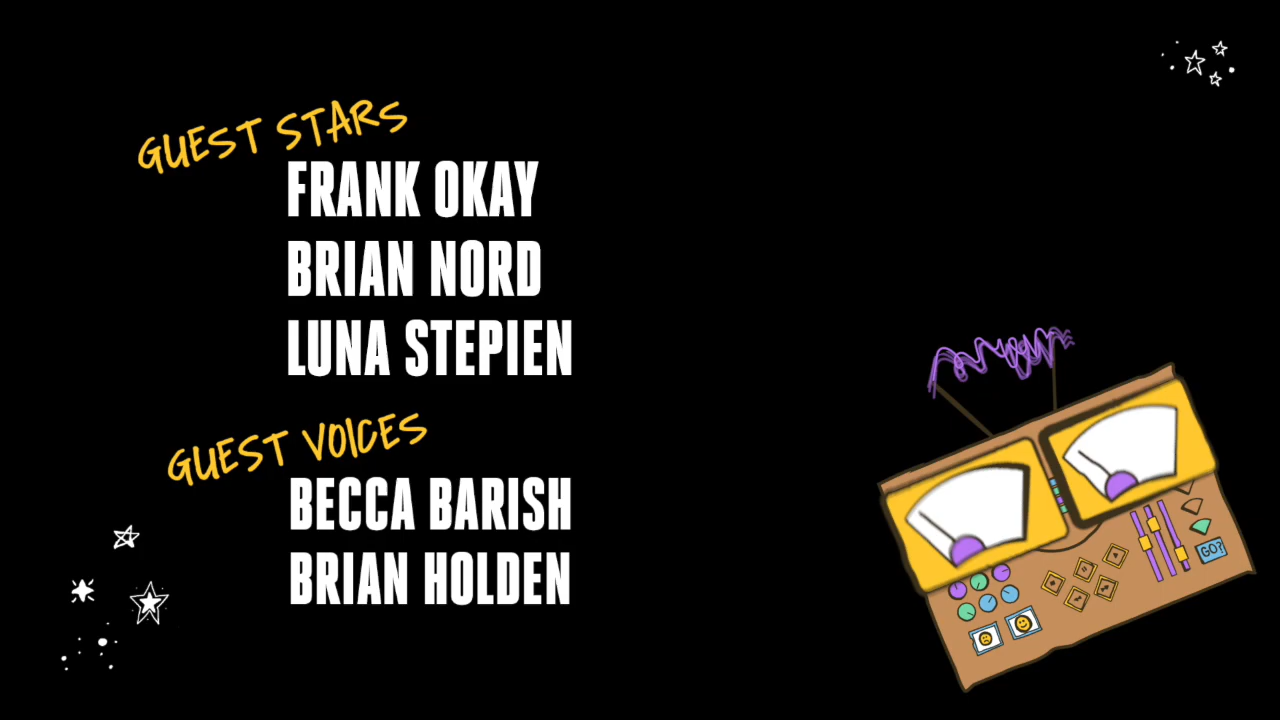 GUEST STARS
FRANK OKAY
BRIAN NORD
LUNA STEPIEN
GUEST VOICES
BECCA BARISH
BRIAN HOLDEN
GO?